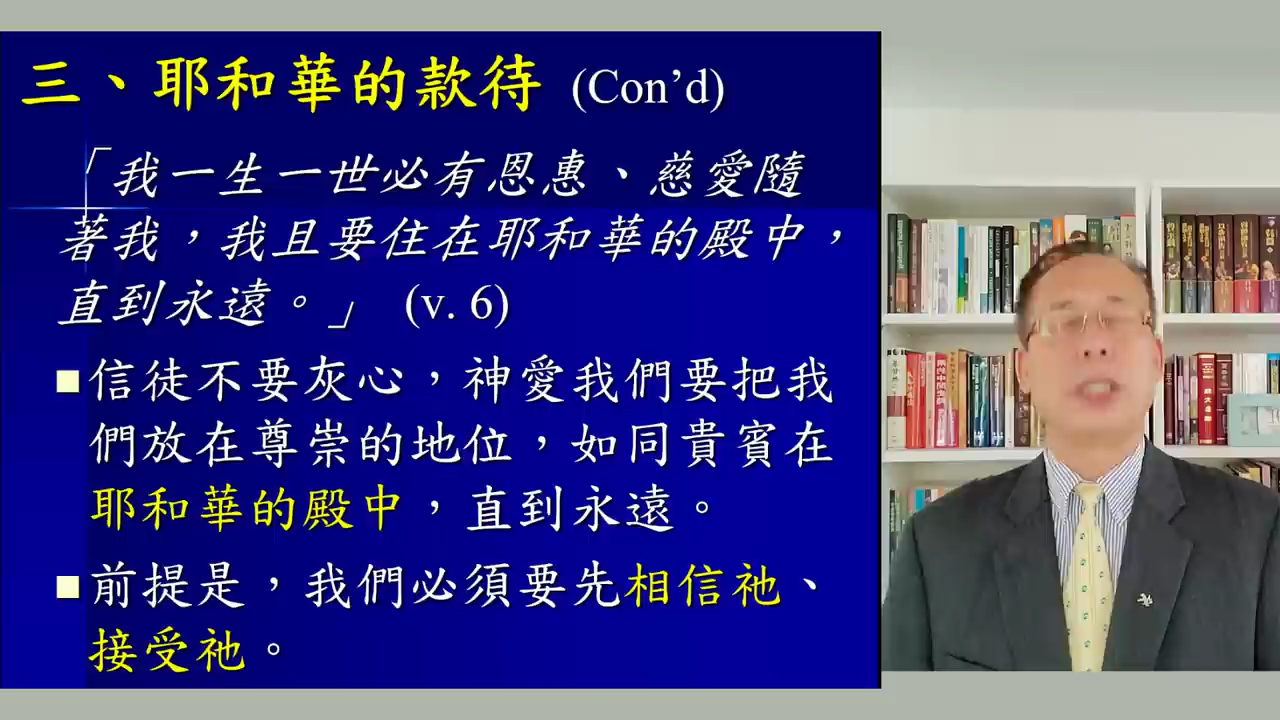 三、耶和華的款待 (Con’d)
「我一生一世必有恩惠、慈愛隨
著我，我且要住在耶和華的殿中，
直到永遠。」 (v. 6)
信徒不要灰心，神愛我們要把我
們放在尊崇的地位，如同貴賓在
耶和華的殿中，直到永遠。
前提是，我們必須要先相信祂、
接受祂。